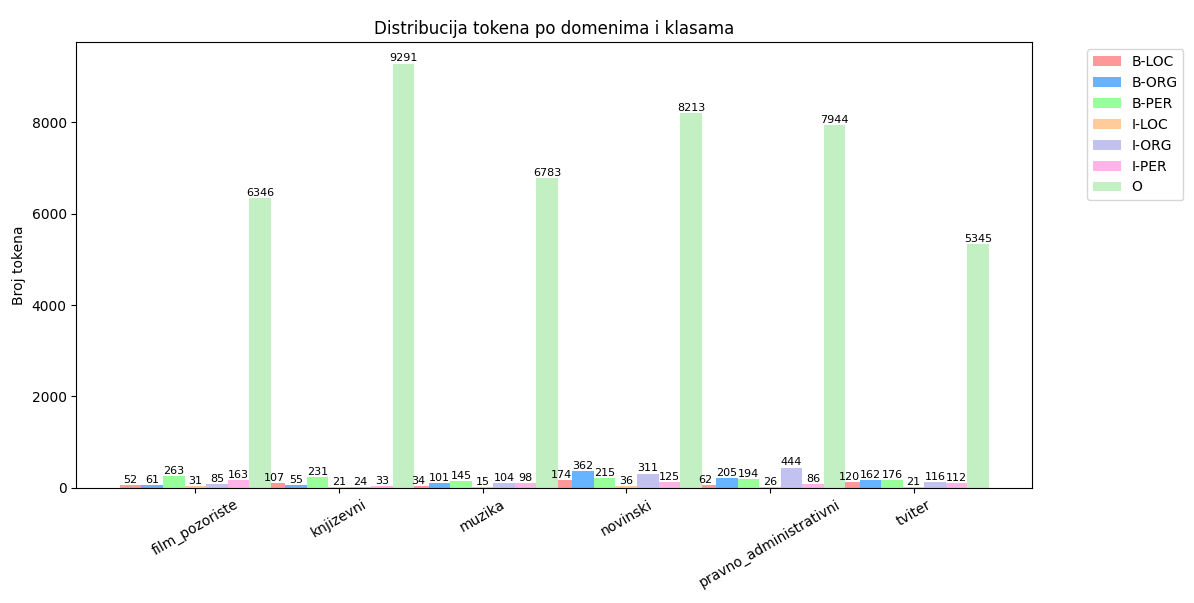 Distribucija tokena po domenima i klasama
Broj tokena
8000
6000
4000
2000
0
52 61 263 31 85 163 6346
107 55 231 21 24 33 9291
34 101 145 15 104 98 6783
174 362 215 36 311 125 8213
62 205 194 26 444 86 7944
120 162 176 21 116 112 5345
film_pozoriste
knjizevni
muzika
novinski
pravno_administrativni
tviter
B-LOC
B-ORG
B-PER
I-LOC
I-ORG
I-PER
O